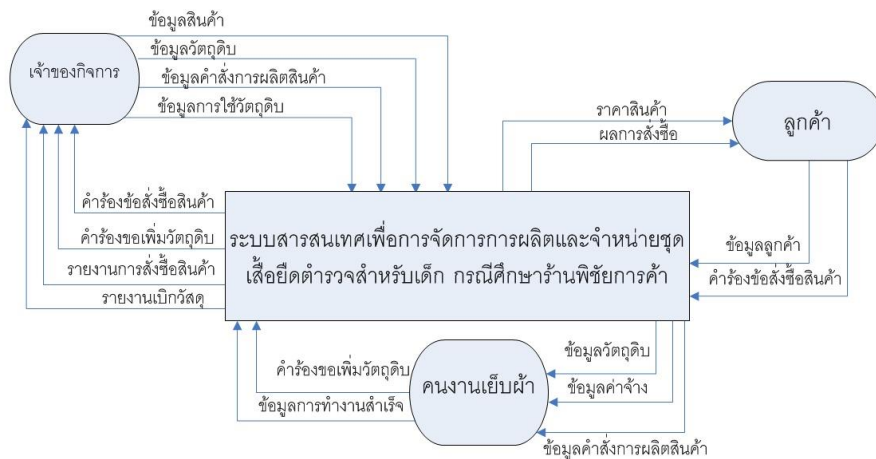 ข้อมูลสินค้า
ข้อมูลวัตถุดิบ
เจ้าของกิจการ
ข้อมูลคำสั่งการผลิตสินค้า
ข้อมูลการใช้วัตถุดิบ
ราคาสินค้า
ลูกค้า
ผลการสั่งซื้อ
คำร้องข้อสั่งซื้อสินค้า
คำร้องขอเพิ่มวัตถุดิบ
รายงานการสั่งซื้อสินค้า
รายงานเบิกวัสดุ
ระบบสารสนเทศเพื่อการจัดการการผลิตและจำหน่ายชุด
เสื้อยืดตำรวจสำหรับเด็ก กรณีศึกษาร้านพิชัยการค้า
ข้อมูลลูกค้า
คำร้องข้อสั่งซื้อสินค้า
คำร้องขอเพิ่มวัตถุดิบ
ข้อมูลการทำงานสำเร็จ
คนงานเย็บผ้า
ข้อมูลวัตถุดิบ
ข้อมูลค่าจ้าง
ข้อมูลคำสั่งการผลิตสินค้า